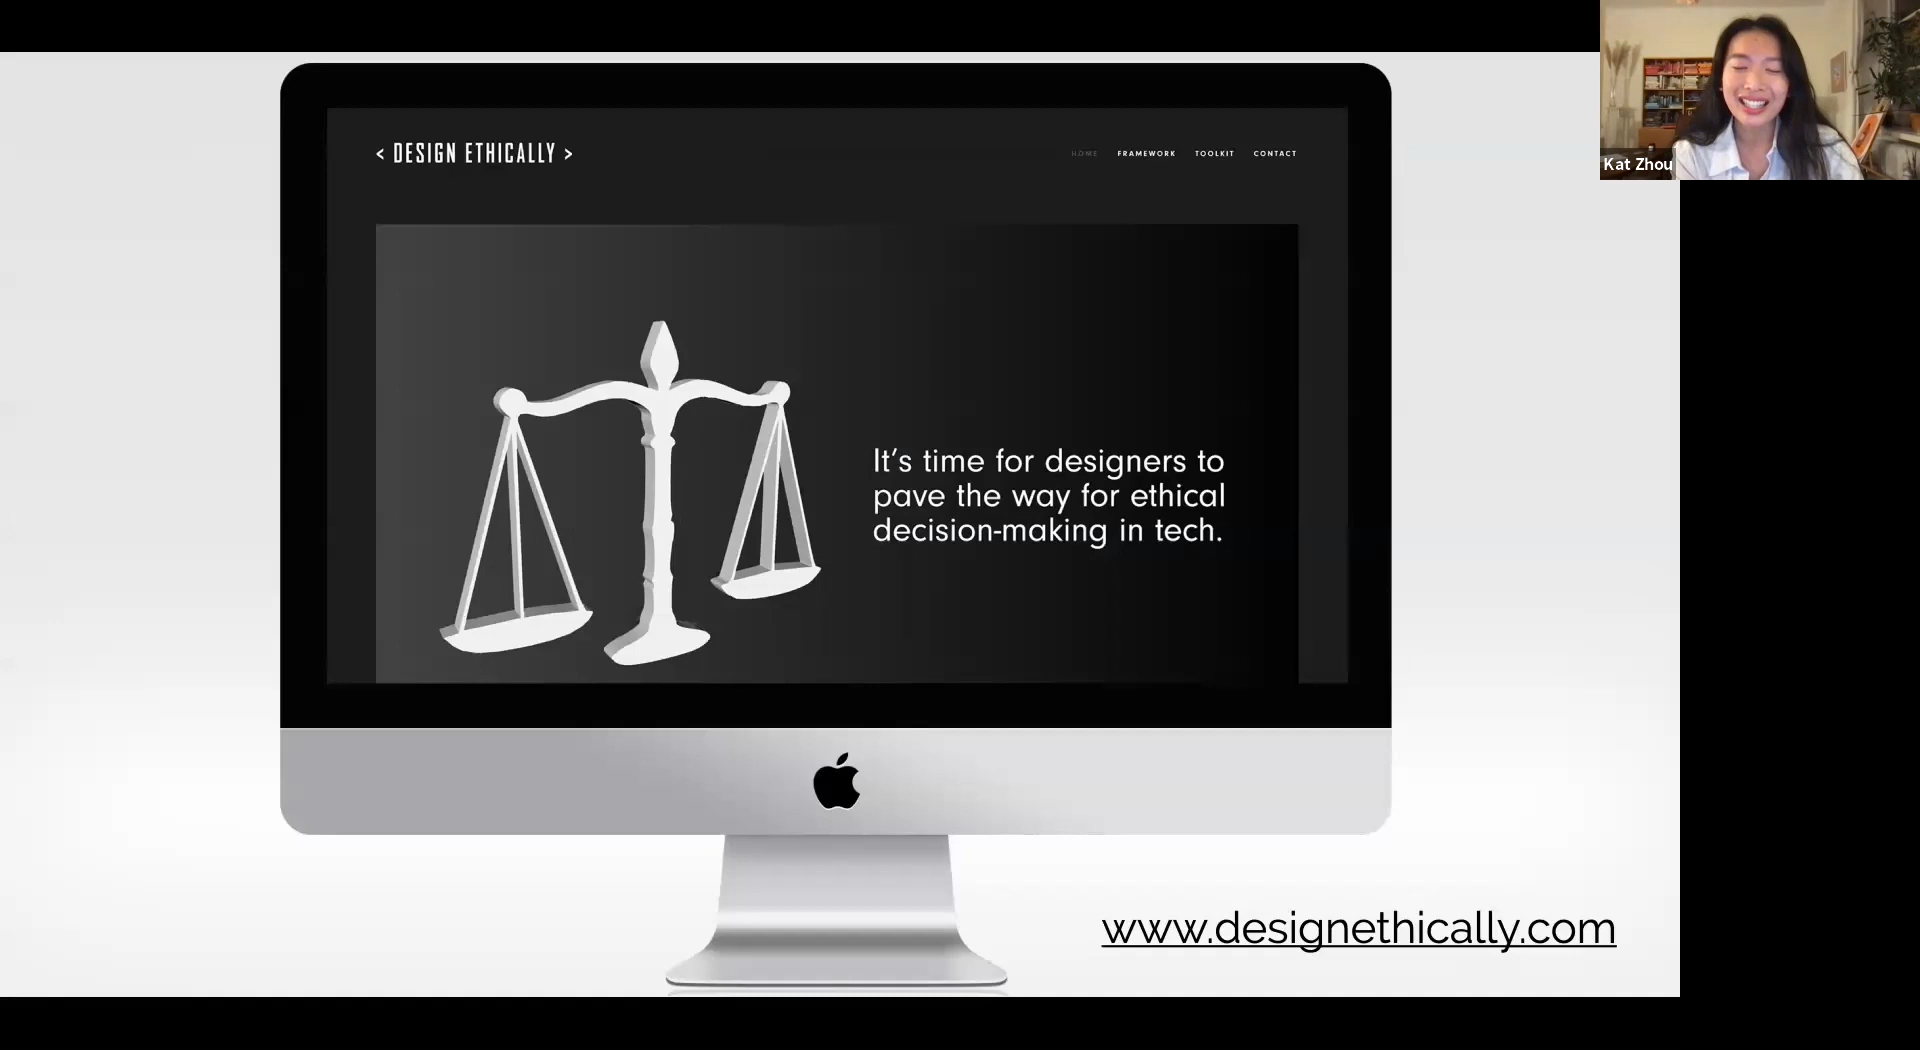 < DESIGN ETHICALLY >
HOME FRAMEWORK TOOLKIT CONTACT
It’s time for designers to
pave the way for ethical
decision-making in tech.
www.designethically.com
Kat Zhou